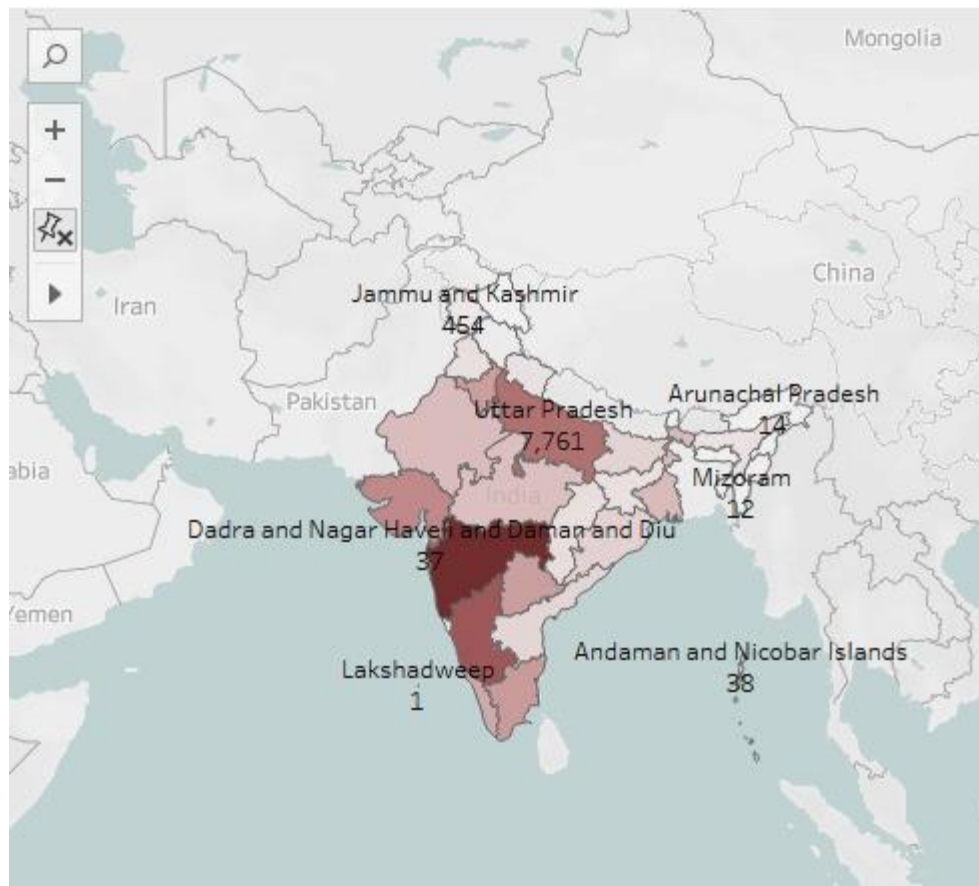 Mongolia
China
Iran
Jammu and Kashmir
454
Pakistan
Arunachal Pradesh
14
Uttar Pradesh
7,761
Mizoram
12
India
Dadra and Nagar Haveli and Daman and Diu
37
abia
Yemen
Andaman and Nicobar Islands
38
Lakshadweep
1